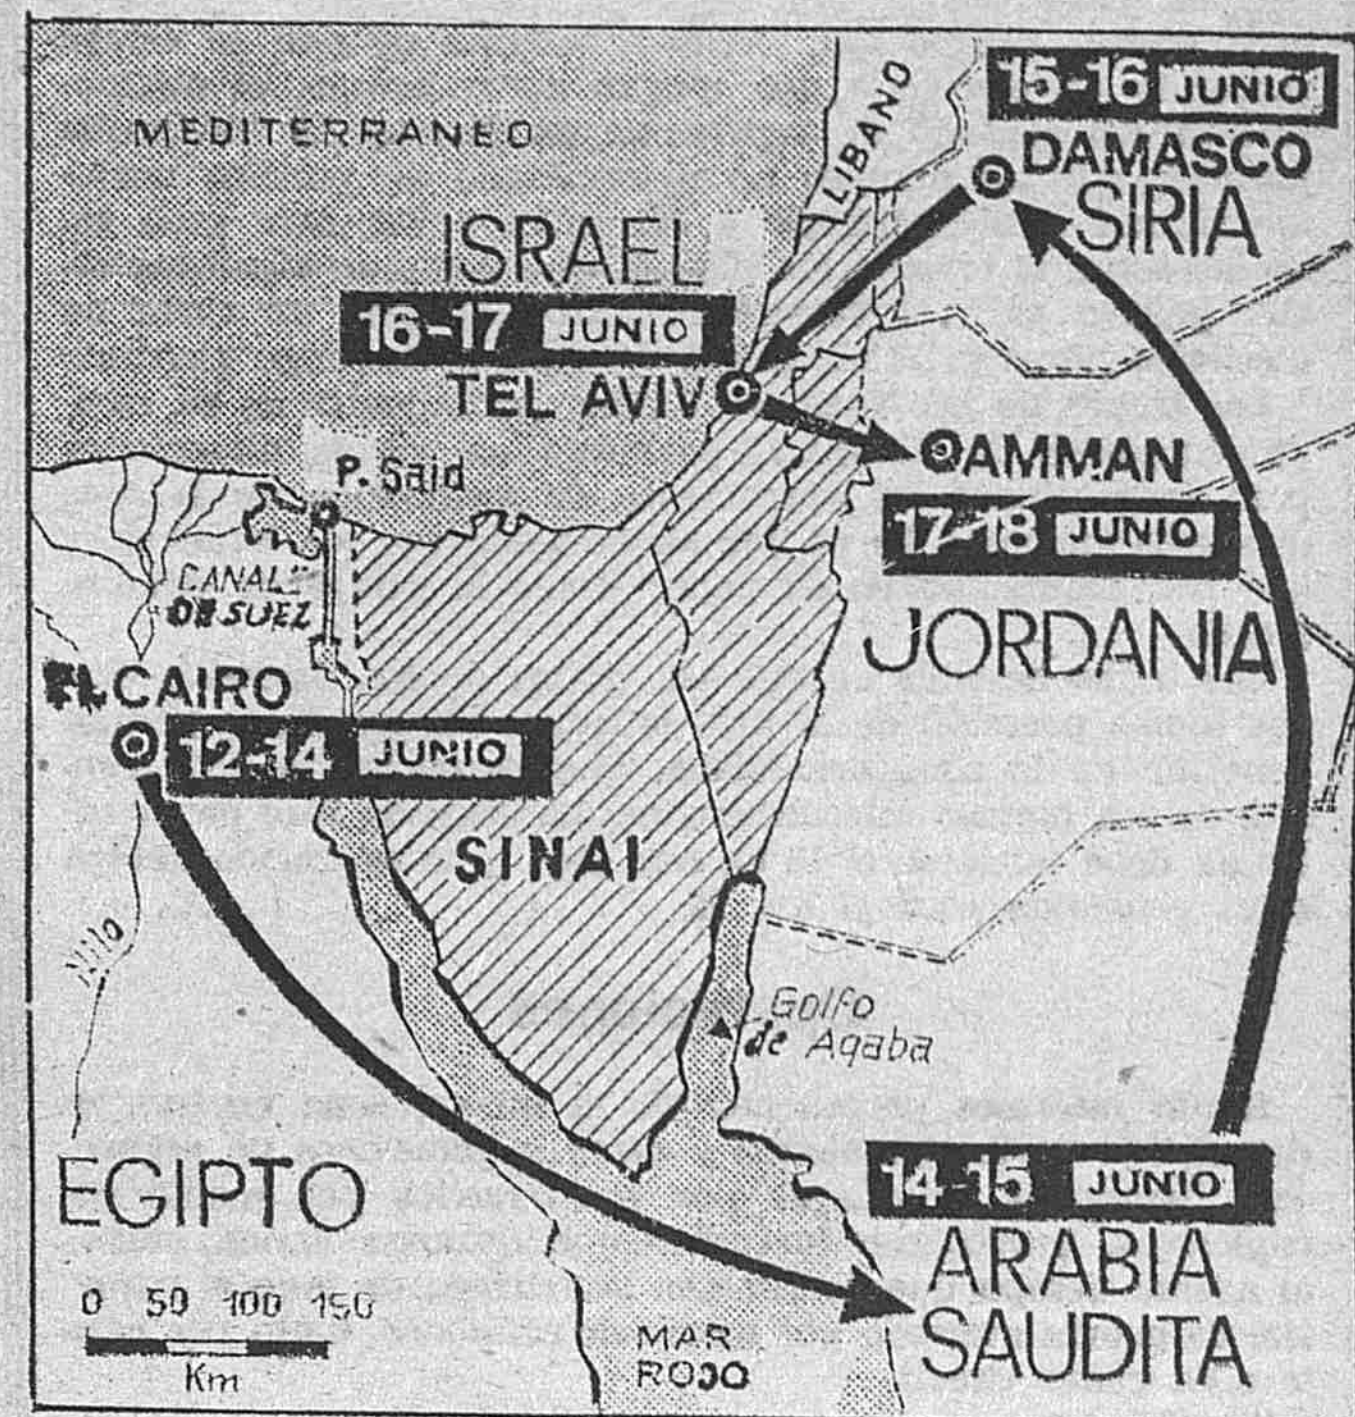 MEDITERRANEO
LIBANO
15-16 JUNIO
DAMASCO
SIRIA
ISRAEL
16-17 JUNIO
TEL AVIV
AMMAN
17-18 JUNIO
JORDANIA
P. Said
CANAL
DE SUEZ
EL CAIRO
12-14 JUNIO
SINAI
Nilo
Golfo
de Aqaba
EGIPTO
14-15 JUNIO
ARABIA
SAUDITA
0 50 100 150
Km
MAR
ROJO